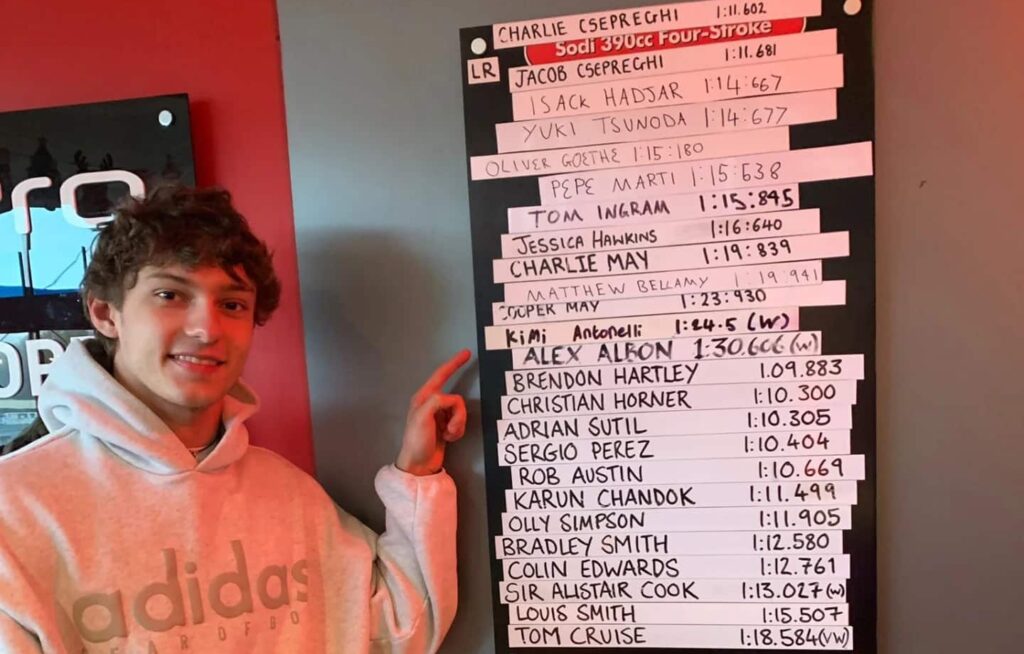 CHARLIE CSEPREGHI 1:11.602
Sodi 390cc Four-Stroke
LR
JACOB CSEPREGHI 1:11.681
ISACK HADJAR 1:14:667
YUKI TSUNODA 1:14:677
OLIVER GOETHE 1:15:180
PEPE MARTI 1:15:638
TOM INGRAM 1:15:845
JESSICA HAWKINS 1:16:640
CHARLIE MAY 1:19:839
MATTHEW BELLAMY 1:19:941
COOPER MAY 1:23:930
KiMi Antonelli 1:24.5 (W)
ALEX ALBON 1:30.606 (W)
BRENDON HARTLEY 1.09.883
CHRISTIAN HORNER 1:10.300
ADRIAN SUTIL 1:10.305
SERGIO PEREZ 1:10.404
ROB AUSTIN 1:10.669
KARUN CHANDOK 1:11.499
OLLY SIMPSON 1:11.905
BRADLEY SMITH 1:12.580
COLIN EDWARDS 1:12.761
SIR ALISTAIR COOK 1:13.027(W)
LOUIS SMITH 1:15.507
TOM CRUISE 1:18.584(VW)
adidas